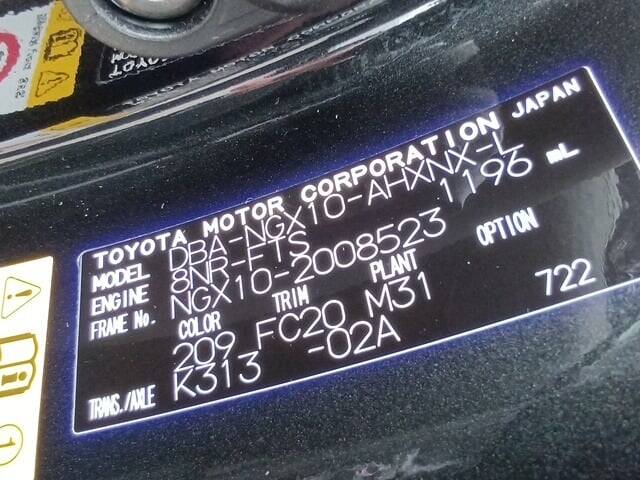 TOYOTA MOTOR CORPORATION JAPAN
MODEL DBA-NGX10-AHXNX-L
ENGINE 8NR-FTS 1196 mL
FRAME No. NGX10-2008523
COLOR TRIM PLANT OPTION
209 FC20 M31 722
TRANS./AXLE K313 -02A